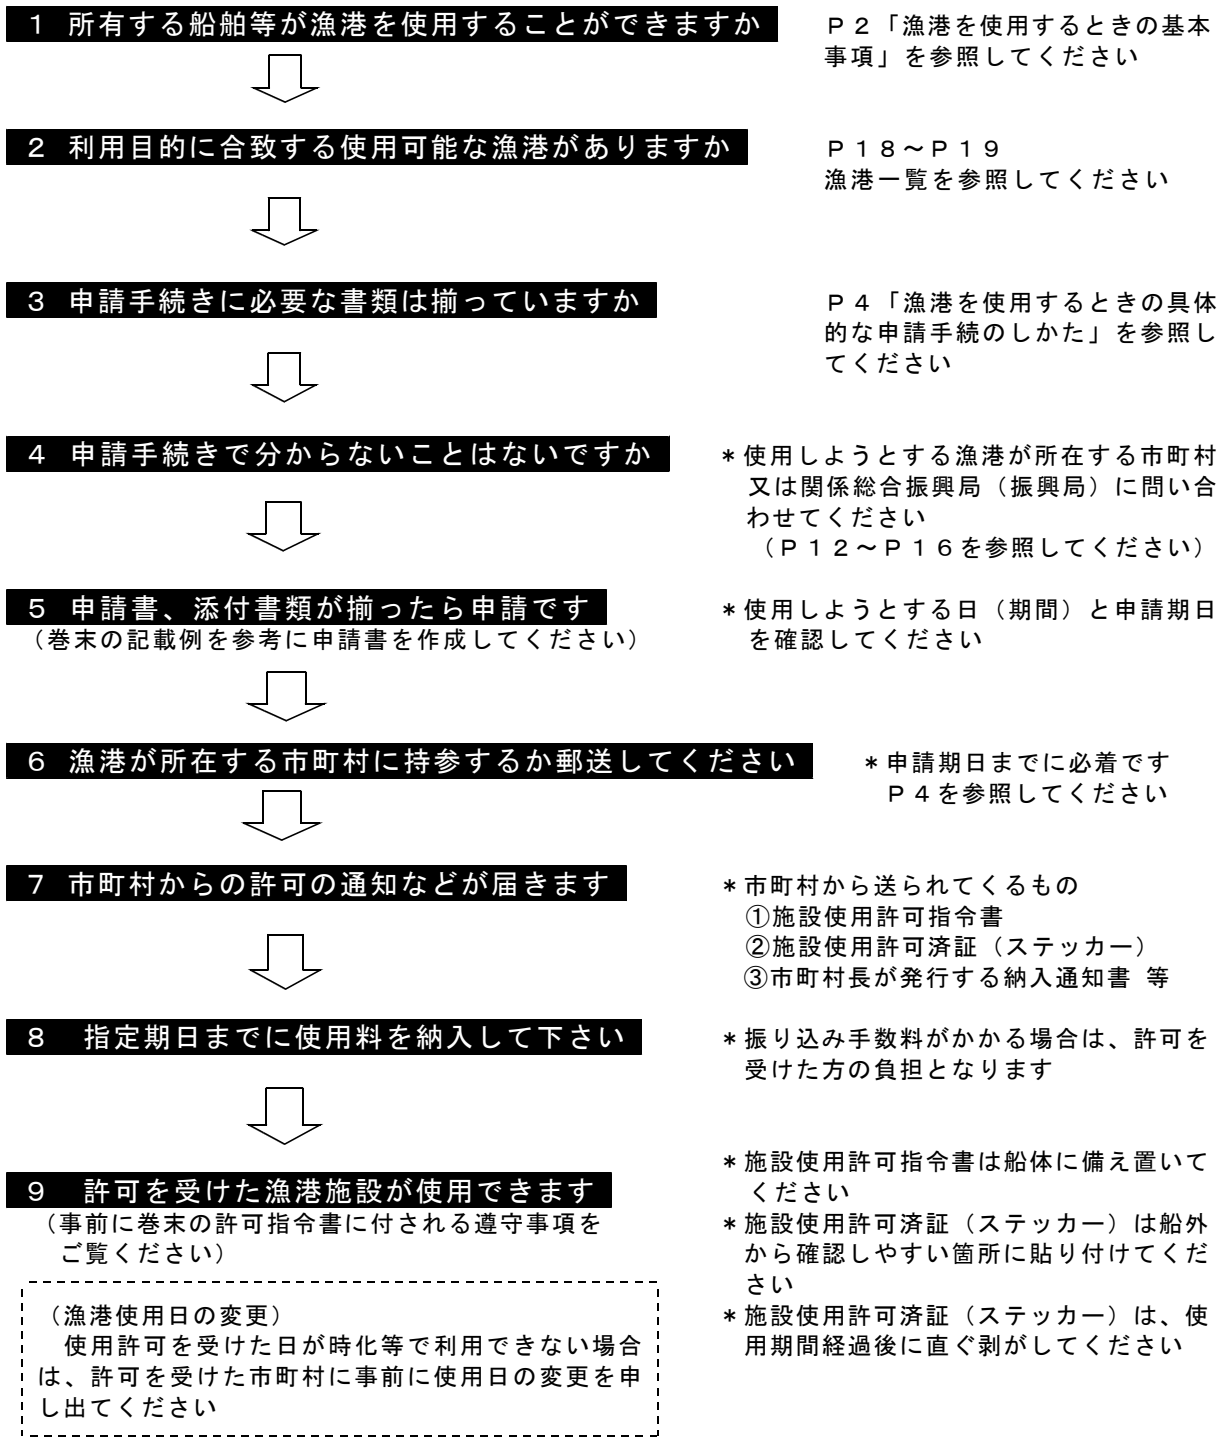 １　所有する船舶等が漁港を使用することができますか
Ｐ２「漁港を使用するときの基本
事項」を参照してください
２　利用目的に合致する使用可能な漁港がありますか
Ｐ１８～Ｐ１９
漁港一覧を参照してください
３　申請手続きに必要な書類は揃っていますか
Ｐ４「漁港を使用するときの具体
的な申請手続のしかた」を参照し
てください
４　申請手続きで分からないことはないですか
＊使用しようとする漁港が所在する市町村
又は関係総合振興局（振興局）に問い合
わせてください
（Ｐ１２～Ｐ１６を参照してください）
５　申請書、添付書類が揃ったら申請です
（巻末の記載例を参考に申請書を作成してください）
＊使用しようとする日（期間）と申請期日
を確認してください
６　漁港が所在する市町村に持参するか郵送してください
＊申請期日までに必着です
Ｐ４を参照してください
７　市町村からの許可の通知などが届きます
＊市町村から送られてくるもの
①施設使用許可指令書
②施設使用許可済証（ステッカー）
③市町村長が発行する納入通知書 等
８　指定期日までに使用料を納入して下さい
＊振り込み手数料がかかる場合は、許可を
受けた方の負担となります
９　許可を受けた漁港施設が使用できます
（事前に巻末の許可指令書に付される遵守事項を
ご覧ください）
＊施設使用許可指令書は船体に備え置いて
ください
＊施設使用許可済証（ステッカー）は船外
から確認しやすい箇所に貼り付けてくだ
さい
＊施設使用許可済証（ステッカー）は、使
用期間経過後に直ぐ剥がしてください
（漁港使用日の変更）
使用許可を受けた日が時化等で利用できない場合
は、許可を受けた市町村に事前に使用日の変更を申
し出てください